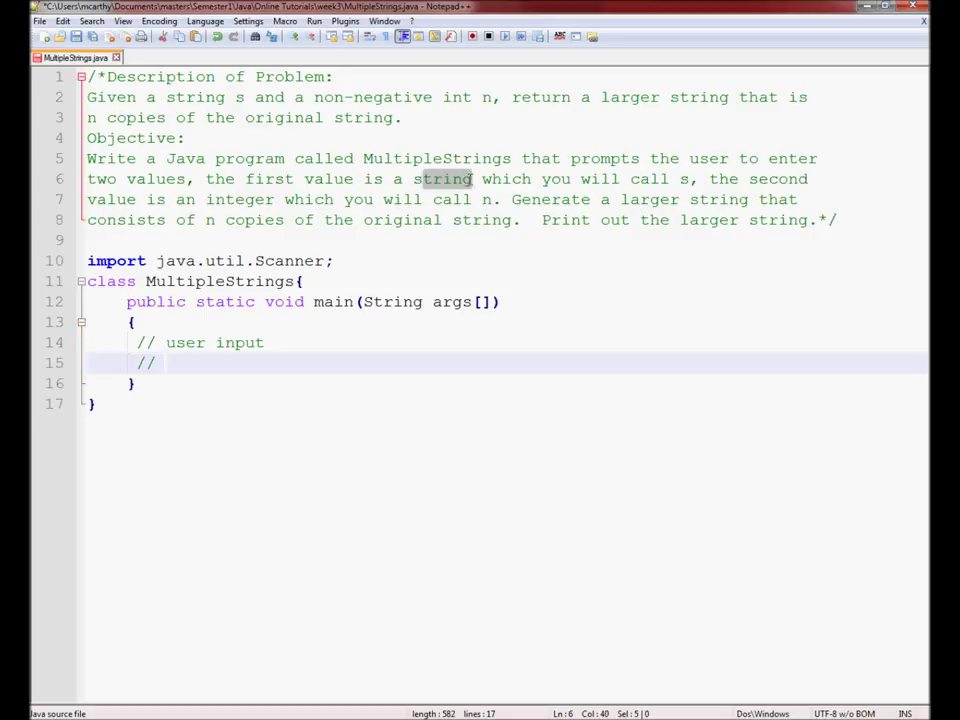 *C:\Users\mcarthy\Documents\masters\Semester1\Java\Online Tutorials\week3\MultipleStrings.java - Notepad++
File Edit Search View Encoding Language Settings Macro Run Plugins Window ? X
MultipleStrings.java
1 /*Description of Problem:
2 Given a string s and a non-negative int n, return a larger string that is
3 n copies of the original string.
4 Objective:
5 Write a Java program called MultipleStrings that prompts the user to enter
6 two values, the first value is a string which you will call s, the second
7 value is an integer which you will call n. Generate a larger string that
8 consists of n copies of the original string.  Print out the larger string.*/
9
10 import java.util.Scanner;
11 class MultipleStrings{
12 public static void main(String args[])
13 {
14 // user input
15 //
16 }
17 }
Java source file length : 582 lines : 17 Ln : 6 Col : 40 Sel : 5 | 0 Dos\Windows UTF-8 w/o BOM INS